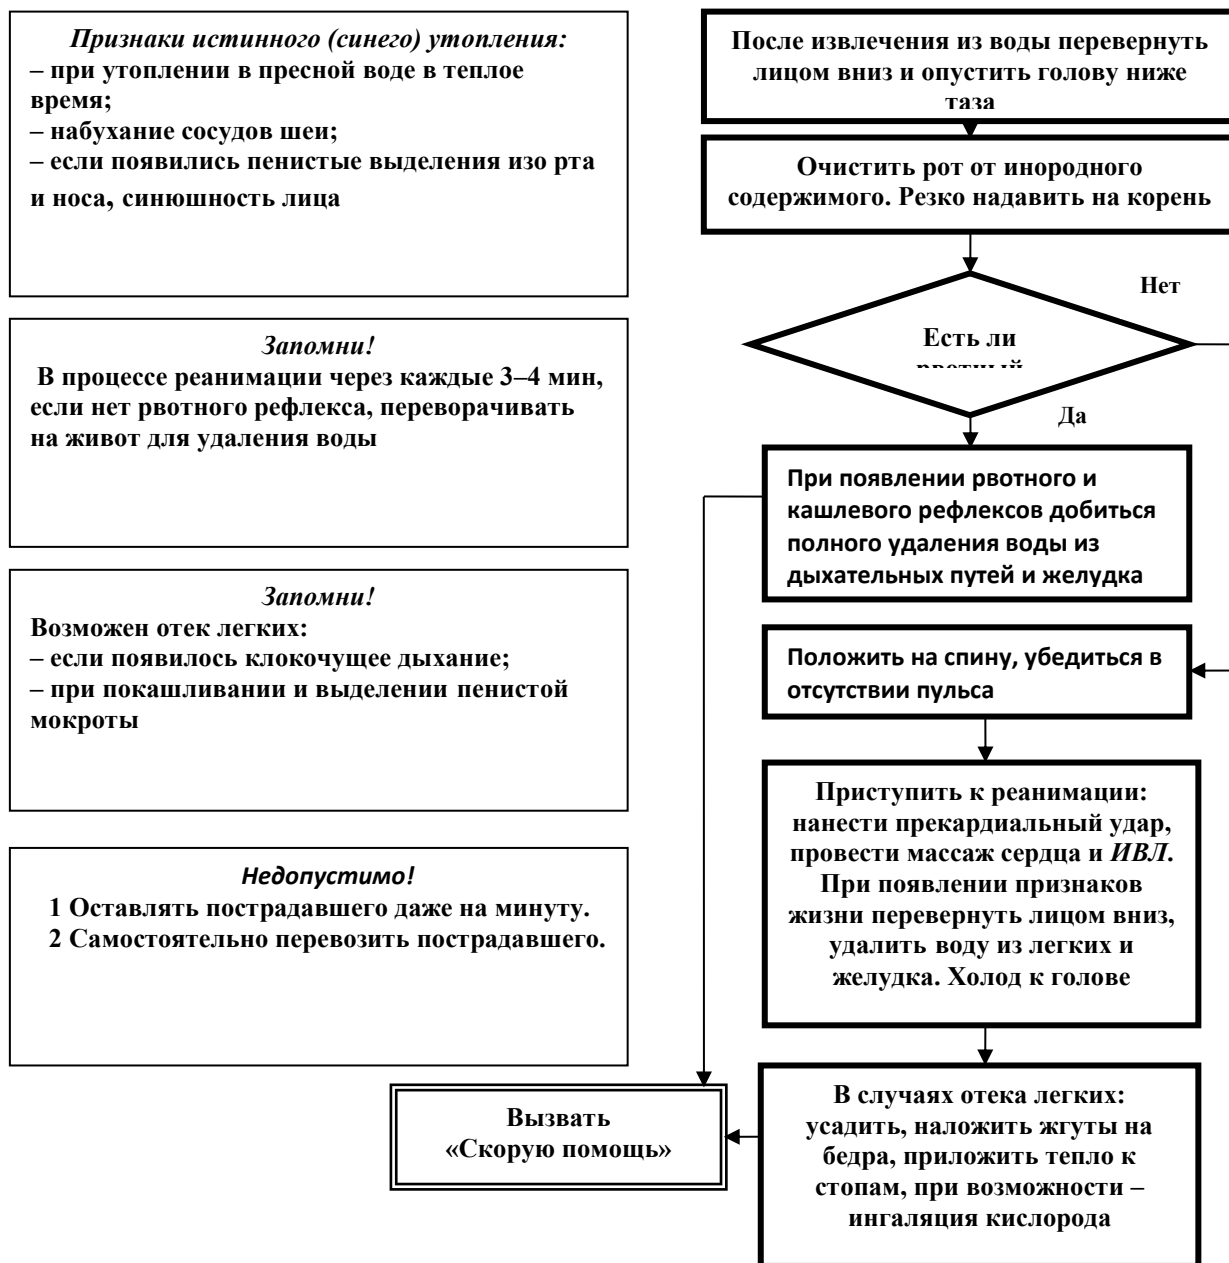 Признаки истинного (синего) утопления:
– при утоплении в пресной воде в теплое
время;
– набухание сосудов шеи;
– если появились пенистые выделения изо рта
и носа, синюшность лица
Запомни!
В процессе реанимации через каждые 3–4 мин,
если нет рвотного рефлекса, переворачивать
на живот для удаления воды
Запомни!
Возможен отек легких:
– если появилось клокочущее дыхание;
– при покашливании и выделении пенистой
мокроты
Недопустимо!
1 Оставлять пострадавшего даже на минуту.
2 Самостоятельно перевозить пострадавшего.
После извлечения из воды перевернуть
лицом вниз и опустить голову ниже
таза
Очистить рот от инородного
содержимого. Резко надавить на корень
Нет
Есть ли
рвотный
Да
При появлении рвотного и
кашлевого рефлексов добиться
полного удаления воды из
дыхательных путей и желудка
Положить на спину, убедиться в
отсутствии пульса
Приступить к реанимации:
нанести прекардиальный удар,
провести массаж сердца и ИВЛ.
При появлении признаков
жизни перевернуть лицом вниз,
удалить воду из легких и
желудка. Холод к голове
В случаях отека легких:
усадить, наложить жгуты на
бедра, приложить тепло к
стопам, при возможности –
ингаляция кислорода
Вызвать
«Скорую помощь»